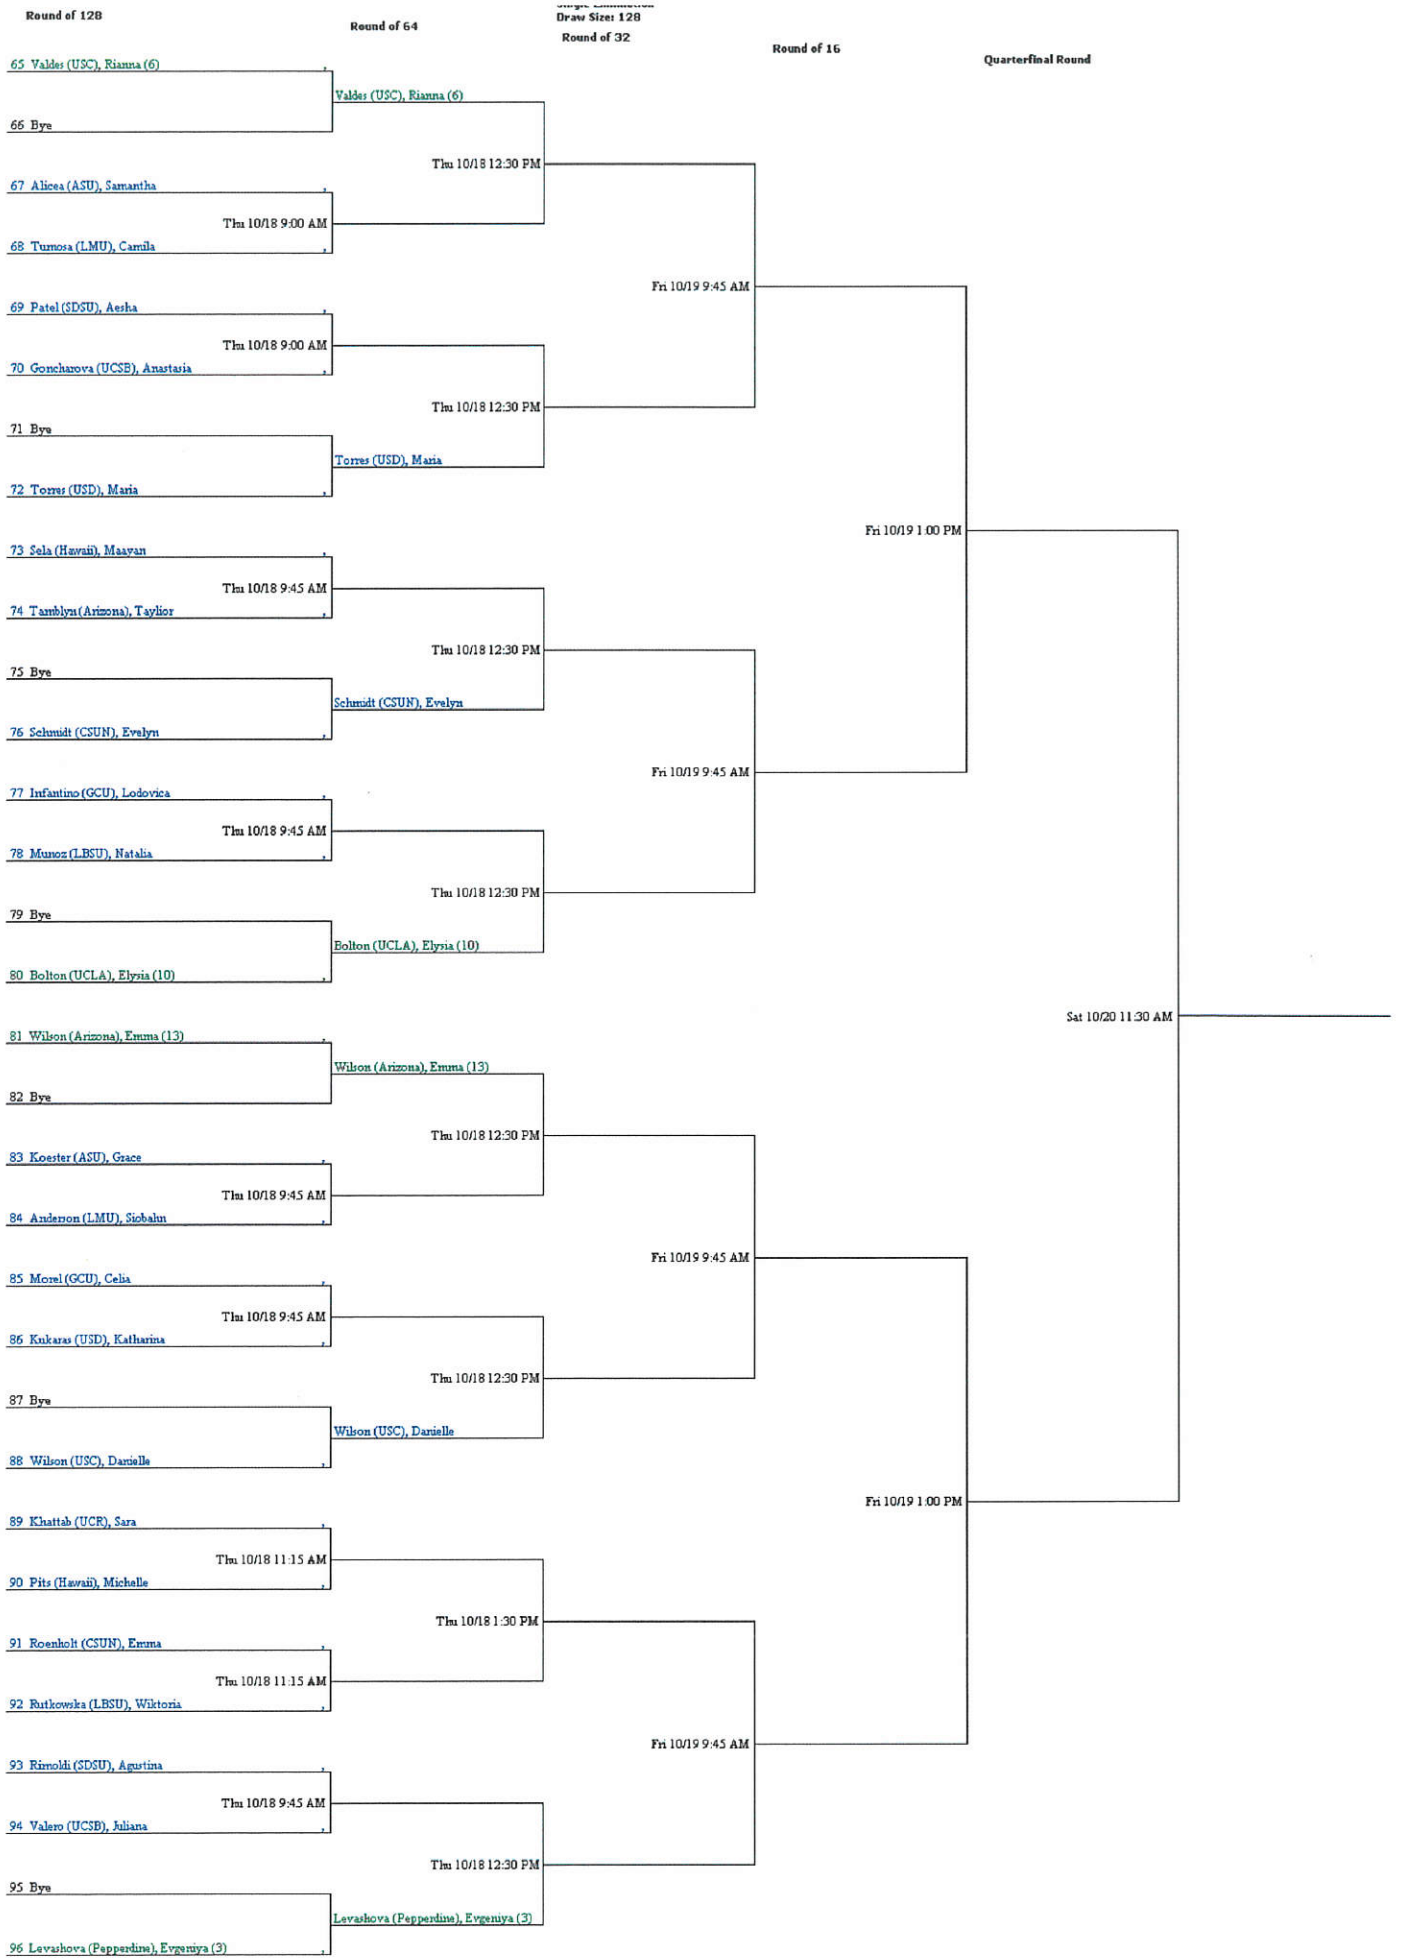 Draw Size: 128
Round of 128
Round of 64
Round of 32
Round of 16
Quarterfinal Round
65 Valdes (USC), Rianna (6)
Valdes (USC), Rianna (6)
66 Bye
Thu 10/18 12:30 PM
67 Alicea (ASU), Samantha
Thu 10/18 9:00 AM
68 Tumosa (LMU), Camila
Fri 10/19 9:45 AM
69 Patel (SDSU), Aesha
Thu 10/18 9:00 AM
70 Goncharova (UCSB), Anastasia
Thu 10/18 12:30 PM
71 Bye
Torres (USD), Maria
72 Torres (USD), Maria
Fri 10/19 1:00 PM
73 Sela (Hawaii), Maayan
Thu 10/18 9:45 AM
74 Tamblyn (Arizona), Taylior
Thu 10/18 12:30 PM
75 Bye
Schmidt (CSUN), Evelyn
76 Schmidt (CSUN), Evelyn
Fri 10/19 9:45 AM
77 Infantino (GCU), Lodovica
Thu 10/18 9:45 AM
78 Munoz (LBSU), Natalia
Thu 10/18 12:30 PM
79 Bye
Bolton (UCLA), Elysia (10)
80 Bolton (UCLA), Elysia (10)
Sat 10/20 11:30 AM
81 Wilson (Arizona), Emma (13)
Wilson (Arizona), Emma (13)
82 Bye
Thu 10/18 12:30 PM
83 Koester (ASU), Grace
Thu 10/18 9:45 AM
84 Anderson (LMU), Siobahn
Fri 10/19 9:45 AM
85 Morel (GCU), Celia
Thu 10/18 9:45 AM
86 Kukaras (USD), Katharina
Thu 10/18 12:30 PM
87 Bye
Wilson (USC), Danielle
88 Wilson (USC), Danielle
Fri 10/19 1:00 PM
89 Khattab (UCR), Sara
Thu 10/18 11:15 AM
90 Pits (Hawaii), Michelle
Thu 10/18 1:30 PM
91 Roenholt (CSUN), Emma
Thu 10/18 11:15 AM
92 Rutkowska (LBSU), Wiktoria
Fri 10/19 9:45 AM
93 Rimoldi (SDSU), Agustina
Thu 10/18 9:45 AM
94 Valero (UCSB), Juliana
Thu 10/18 12:30 PM
95 Bye
Levashova (Pepperdine), Evgeniya (3)
96 Levashova (Pepperdine), Evgeniya (3)